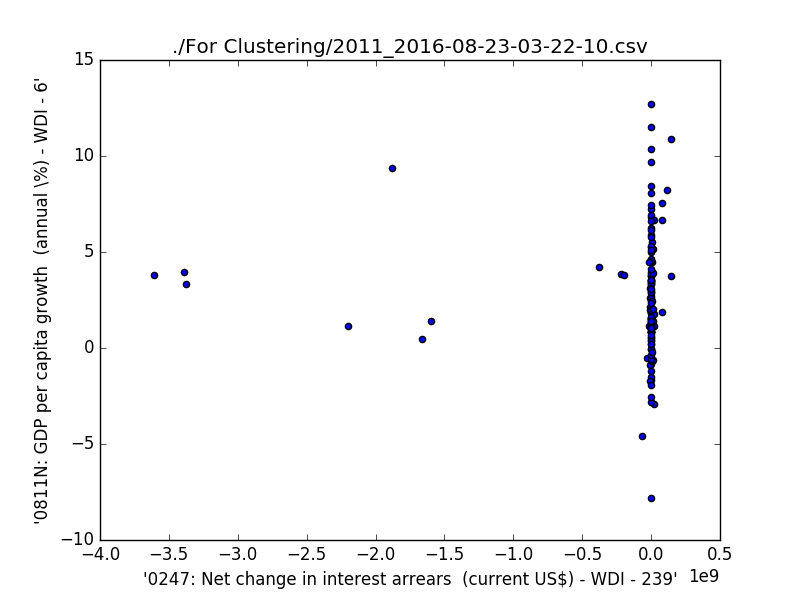 ./For Clustering/2011_2016-08-23-03-22-10.csv
15
10
5
0
−5
−10
'0811N: GDP per capita growth  (annual \%) - WDI - 6'
−4.0 −3.5 −3.0 −2.5 −2.0 −1.5 −1.0 −0.5 0.0 0.5
1e9
'0247: Net change in interest arrears  (current US$) - WDI - 239'